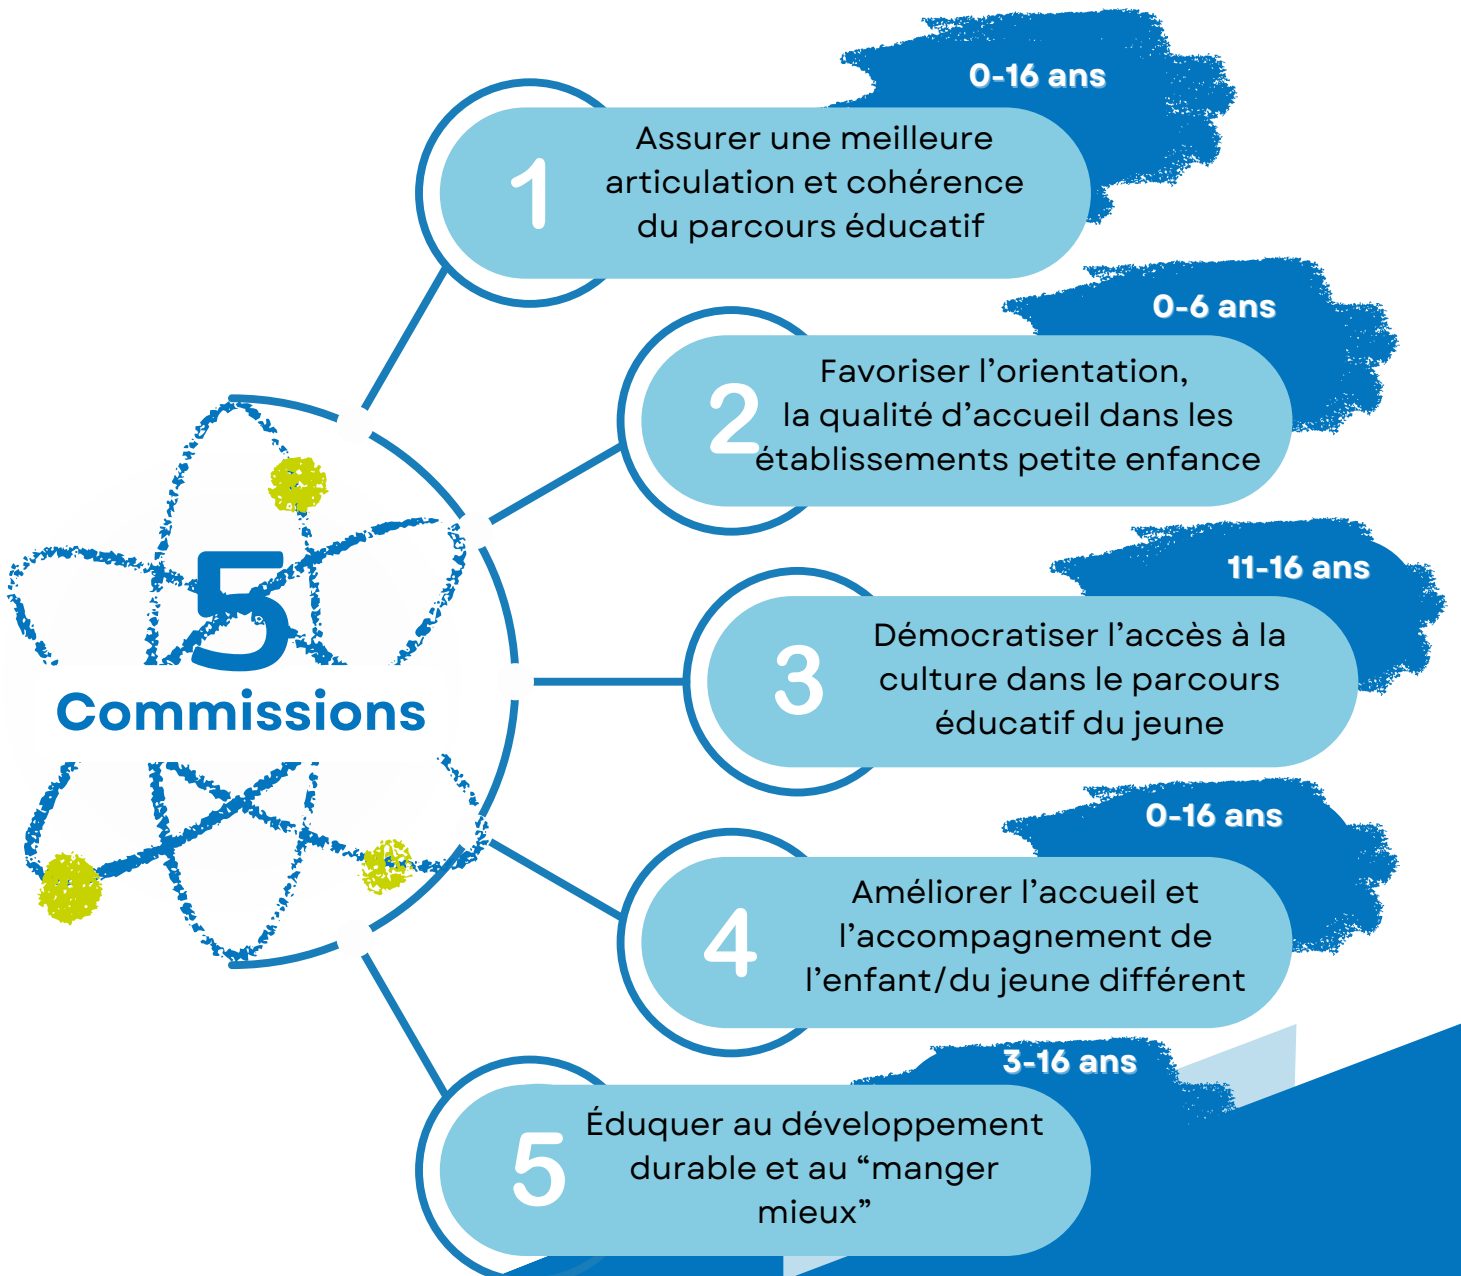 5
Commissions
0-16 ans
1
Assurer une meilleure
articulation et cohérence
du parcours éducatif
0-6 ans
2
Favoriser l’orientation,
la qualité d’accueil dans les
établissements petite enfance
11-16 ans
3
Démocratiser l’accès à la
culture dans le parcours
éducatif du jeune
0-16 ans
4
Améliorer l’accueil et
l’accompagnement de
l’enfant/du jeune différent
3-16 ans
5
Éduquer au développement
durable et au “manger
mieux”